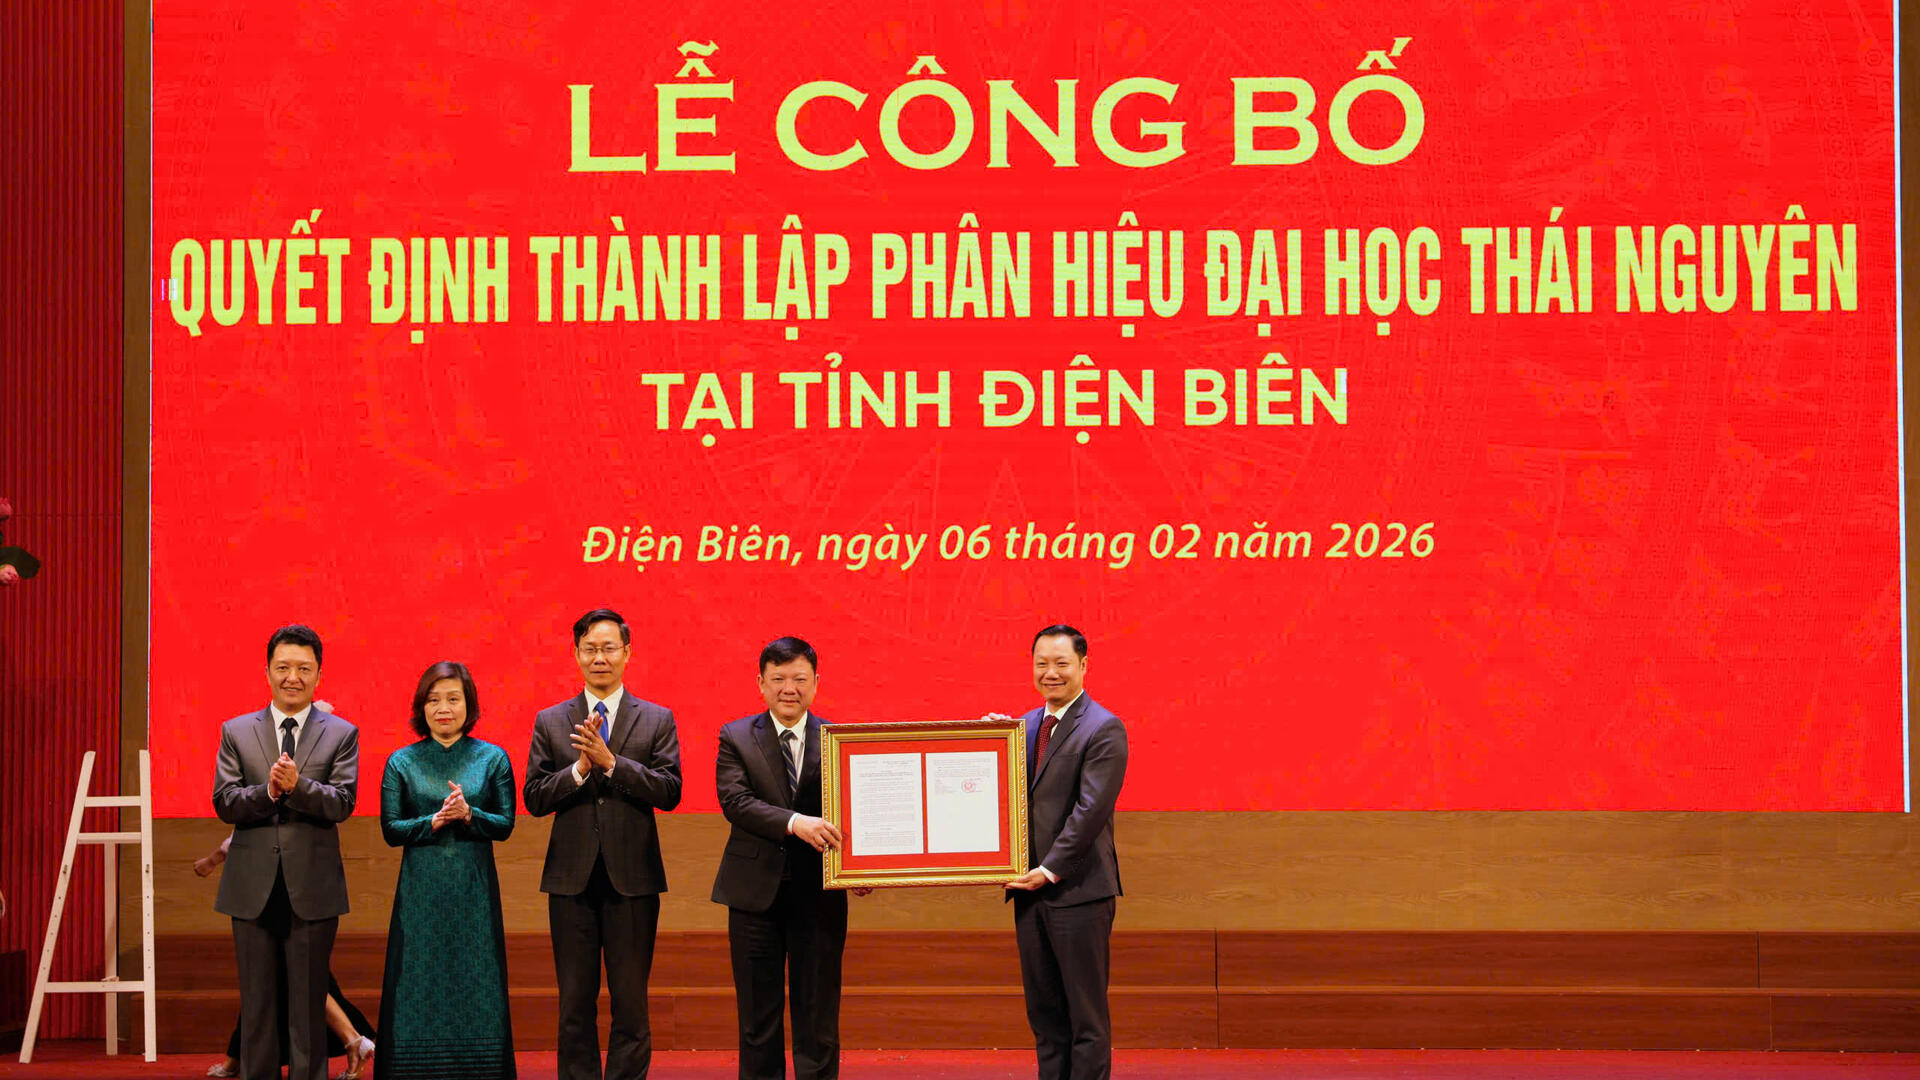 LỄ CÔNG BỐ
QUYẾT ĐỊNH THÀNH LẬP PHÂN HIỆU ĐẠI HỌC THÁI NGUYÊN
TẠI TỈNH ĐIỆN BIÊN
Điện Biên, ngày 06 tháng 02 năm 2026